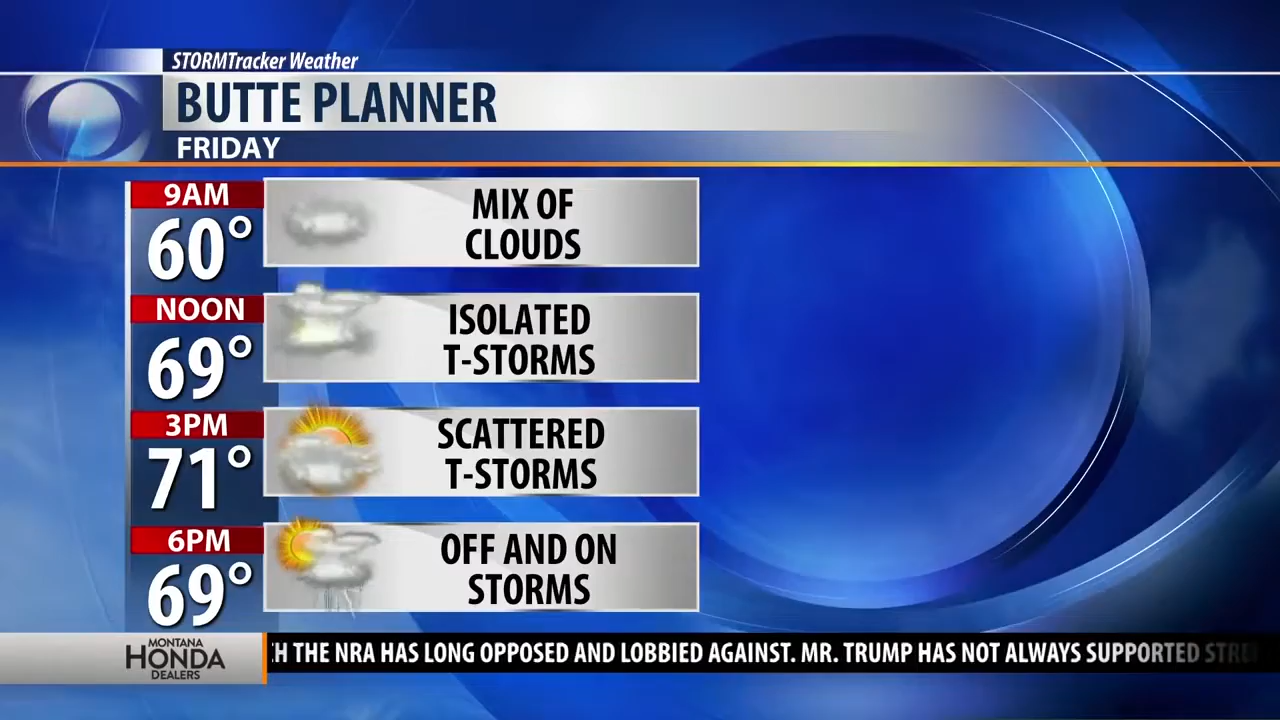 STORMTracker Weather
BUTTE PLANNER
FRIDAY
9AM
60°
MIX OF
CLOUDS
NOON
69°
ISOLATED
T-STORMS
3PM
71°
SCATTERED
T-STORMS
6PM
69°
OFF AND ON
STORMS
MONTANA
HONDA
DEALERS
THE NRA HAS LONG OPPOSED AND LOBBIED AGAINST. MR. TRUMP HAS NOT ALWAYS SUPPORTED